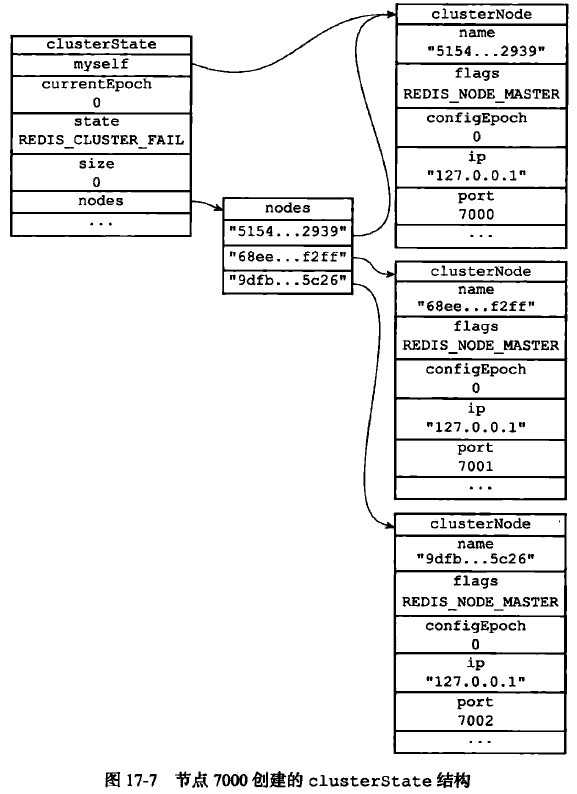 clusterState
myself
currentEpoch
0
state
REDIS_CLUSTER_FAIL
size
0
nodes
...
nodes
"5154...2939"
"68ee...f2ff"
"9dfb...5c26"
clusterNode
name
"5154...2939"
flags
REDIS_NODE_MASTER
configEpoch
0
ip
"127.0.0.1"
port
7000
...
clusterNode
name
"68ee...f2ff"
flags
REDIS_NODE_MASTER
configEpoch
0
ip
"127.0.0.1"
port
7001
...
clusterNode
name
"9dfb...5c26"
flags
REDIS_NODE_MASTER
configEpoch
0
ip
"127.0.0.1"
port
7002
...
图 17-7 节点 7000 创建的 clusterState 结构